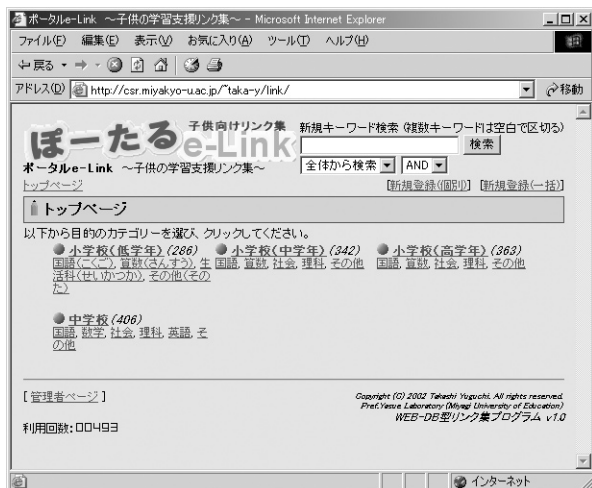 ポータルe-Link ~子供の学習支援リンク集~ - Microsoft Internet Explorer
ファイル(F) 編集(E) 表示(V) お気に入り(A) ツール(T) ヘルプ(H)
戻る
アドレス(D) http://csr.miyakyo-u.ac.jp/~taka-y/link/ 移動
ぽーたる 子供向けリンク集
e-Link
新規キーワード検索 (複数キーワードは空白で区切る)
検索
ポータルe-Link ~子供の学習支援リンク集~
全体から検索 AND
トップページ [新規登録(個別)] [新規登録(一括)]
トップページ
以下から目的のカテゴリーを選び、クリックしてください。
小学校(低学年) (286) 小学校(中学年) (342) 小学校(高学年) (363)
国語(こくご), 算数(さんすう), 生 国語, 算数, 社会, 理科, その他 国語, 算数, 社会, 理科, その他
活科(せいかつか), その他(その
た)
中学校 (406)
国語, 数学, 社会, 理科, 英語, そ
の他
[ 管理者ページ ]
Copyright (C) 2002 Takashi Yuguchi. All rights reserved.
Pref.Yasue Laboratory (Miyagi University of Education)
WEB-DB型リンク集プログラム v1.0
利用回数:00493
インターネット